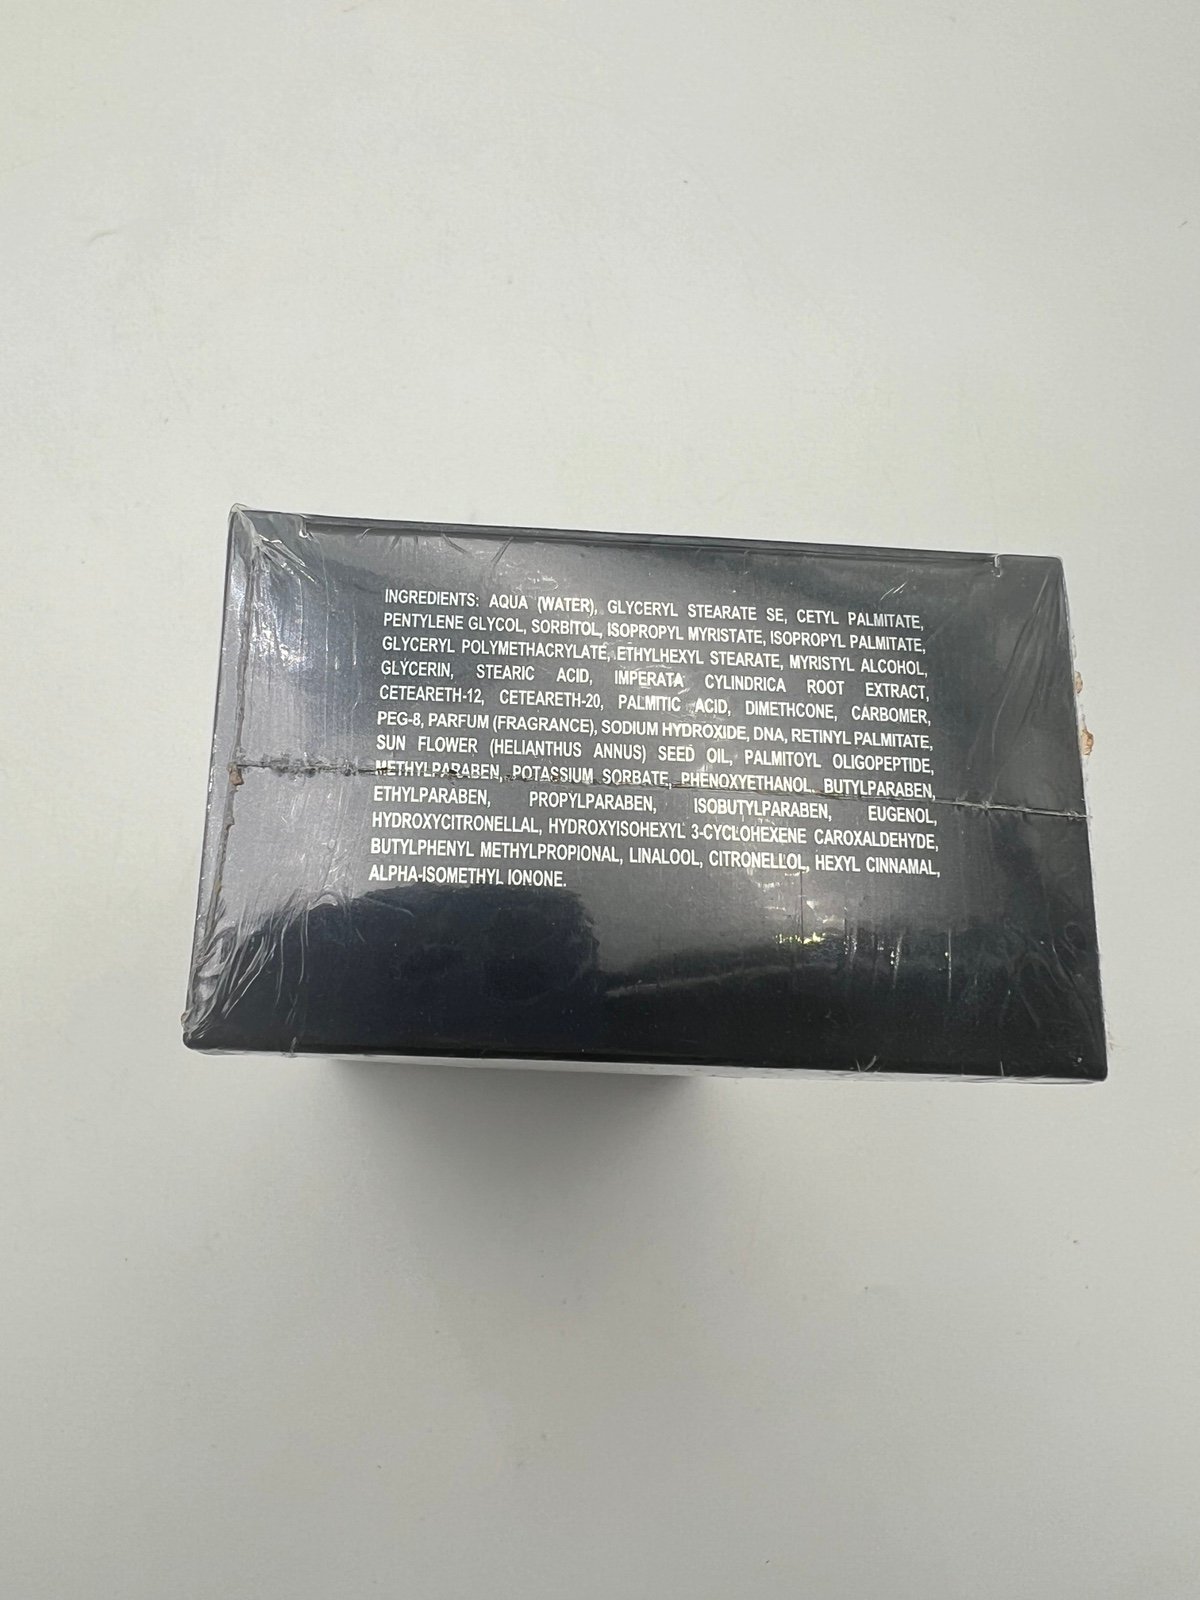 INGREDIENTS: AQUA (WATER), GLYCERYL STEARATE SE, CETYL PALMITATE,
PENTYLENE GLYCOL, SORBITOL, ISOPROPYL MYRISTATE, ISOPROPYL PALMITATE,
GLYCERYL POLYMETHACRYLATE, ETHYLHEXYL STEARATE, MYRISTYL ALCOHOL,
GLYCERIN, STEARIC ACID, IMPERATA CYLINDRICA ROOT EXTRACT,
CETEARETH-12, CETEARETH-20, PALMITIC ACID, DIMETHCONE, CARBOMER,
PEG-8, PARFUM (FRAGRANCE), SODIUM HYDROXIDE, DNA, RETINYL PALMITATE,
SUN FLOWER (HELIANTHUS ANNUS) SEED OIL, PALMITOYL OLIGOPEPTIDE,
METHYLPARABEN, POTASSIUM SORBATE, PHENOXYETHANOL, BUTYLPARABEN,
ETHYLPARABEN, PROPYLPARABEN, ISOBUTYLPARABEN, EUGENOL,
HYDROXYCITRONELLAL, HYDROXYISOHEXYL 3-CYCLOHEXENE CAROXALDEHYDE,
BUTYLPHENYL METHYLPROPIONAL, LINALOOL, CITRONELLOL, HEXYL CINNAMAL,
ALPHA-ISOMETHYL IONONE.